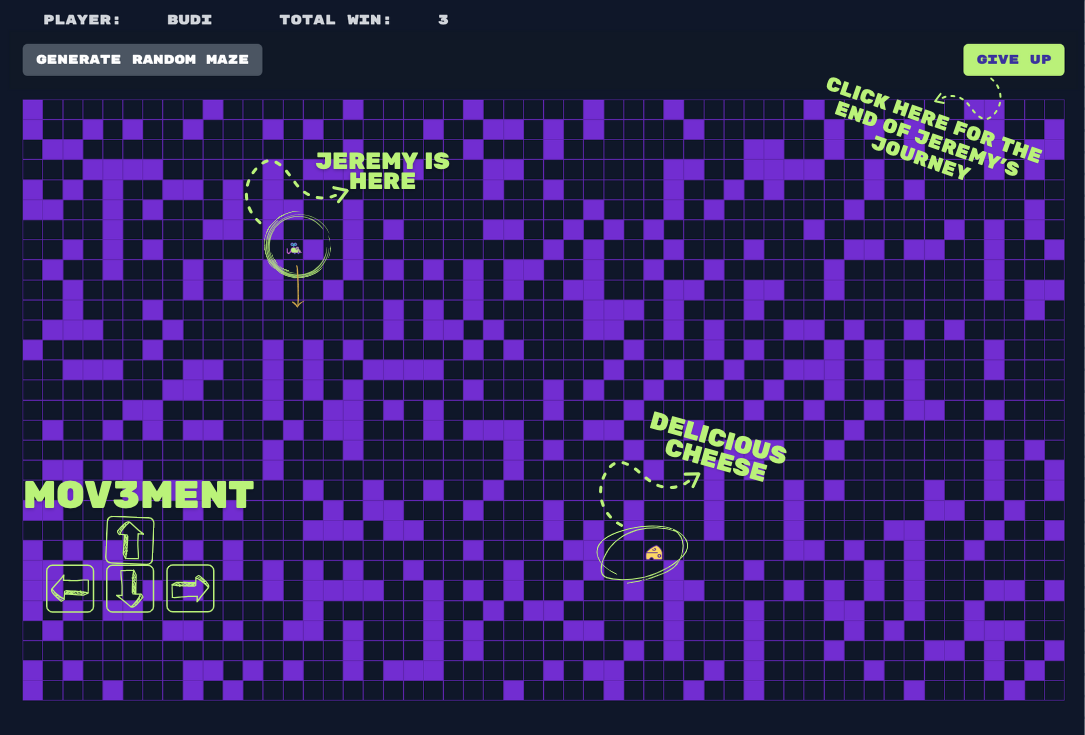 PLAYER: BUDI TOTAL WIN: 3
GENERATE RANDOM MAZE
GIVE UP
CLICK HERE FOR THE
END OF JEREMY'S
JOURNEY
JEREMY IS
HERE
DELICIOUS
CHEESE
MOV3MENT